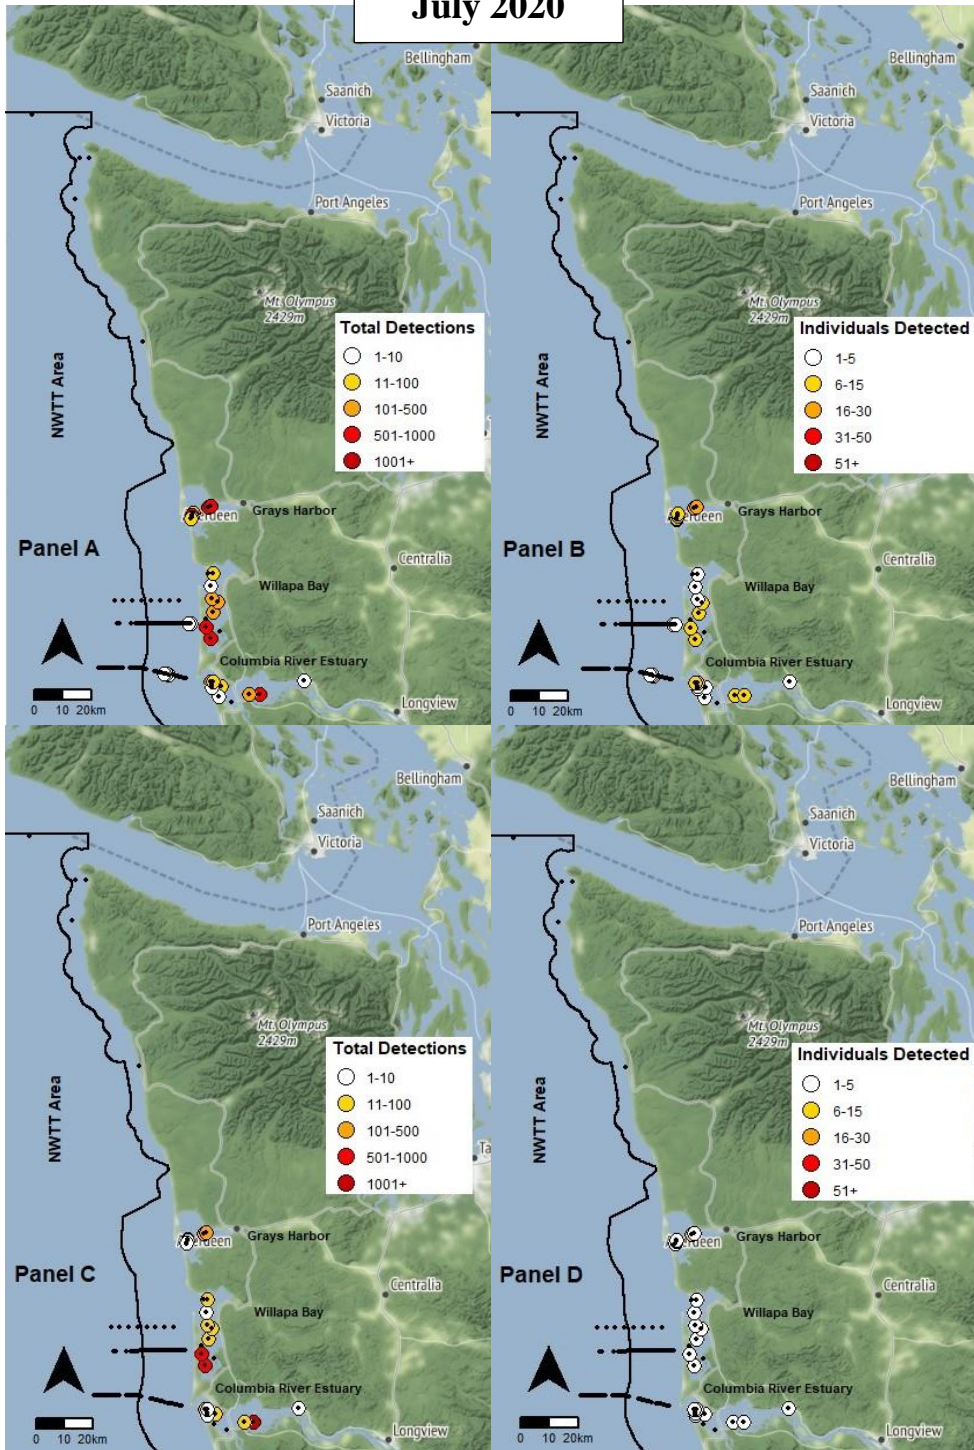 July 2020
Bellingham
Saanich
Victoria
Port Angeles
Mt. Olympus
2429m
Total Detections
1-10
11-100
101-500
501-1000
1001+
NWTT Area
Aberdeen
Grays Harbor
Panel A
Centralia
Willapa Bay
Columbia River Estuary
Longview
0 10 20km
Bellingham
Saanich
Victoria
Port Angeles
Mt. Olympus
2429m
Individuals Detected
1-5
6-15
16-30
31-50
51+
NWTT Area
Aberdeen
Grays Harbor
Panel B
Centralia
Willapa Bay
Columbia River Estuary
Longview
0 10 20km
Bellingham
Saanich
Victoria
Port Angeles
Mt. Olympus
2429m
Total Detections
1-10
11-100
101-500
501-1000
1001+
Ta
NWTT Area
Aberdeen
Grays Harbor
Panel C
Centralia
Willapa Bay
Columbia River Estuary
Longview
0 10 20km
Bellingham
Saanich
Victoria
Port Angeles
Mt. Olympus
2429m
Individuals Detected
1-5
6-15
16-30
31-50
51+
NWTT Area
Aberdeen
Grays Harbor
Panel D
Centralia
Willapa Bay
Columbia River Estuary
Longview
0 10 20km